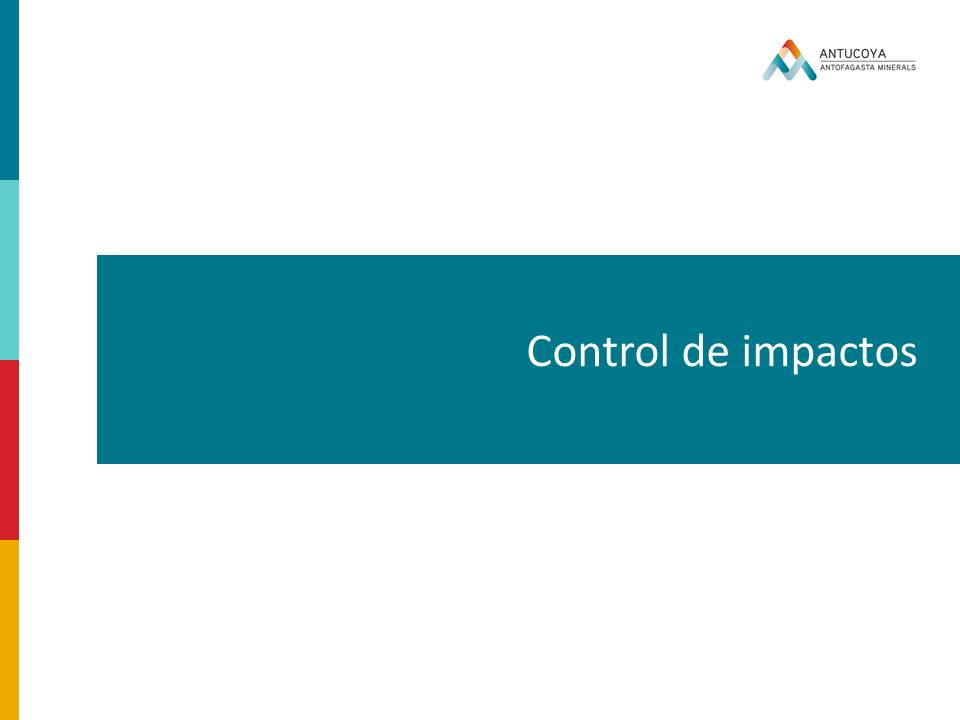 ANTUCOYA
ANTOFAGASTA MINERALS
Control de impactos